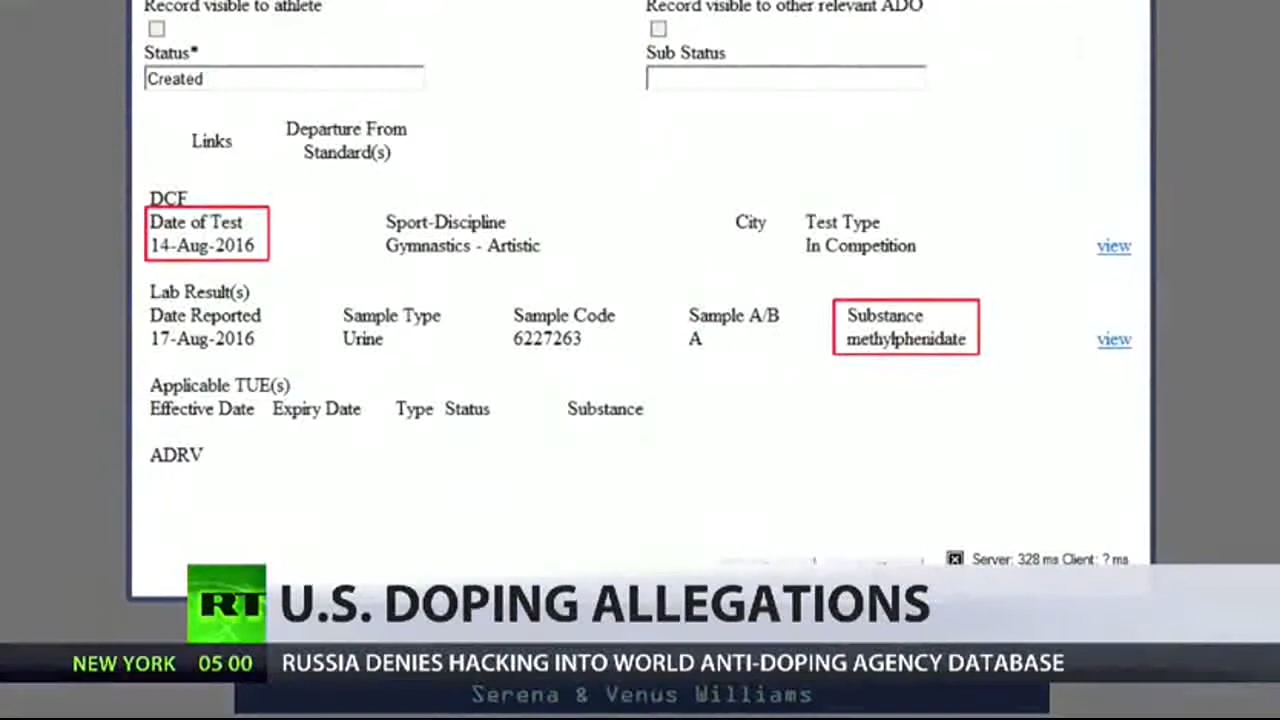 Record visible to athlete Record visible to other relevant ADO
Status* Sub Status
Created
Links Departure From
Standard(s)
DCF
Date of Test Sport-Discipline City Test Type
14-Aug-2016 Gymnastics - Artistic In Competition view
Lab Result(s)
Date Reported Sample Type Sample Code Sample A/B Substance
17-Aug-2016 Urine 6227263 A methylphenidate view
Applicable TUE(s)
Effective Date Expiry Date Type Status Substance
ADRV
Server: 328 ms Client: ? ms
RT U.S. DOPING ALLEGATIONS
NEW YORK 05 00 RUSSIA DENIES HACKING INTO WORLD ANTI-DOPING AGENCY DATABASE
Serena & Venus Williams